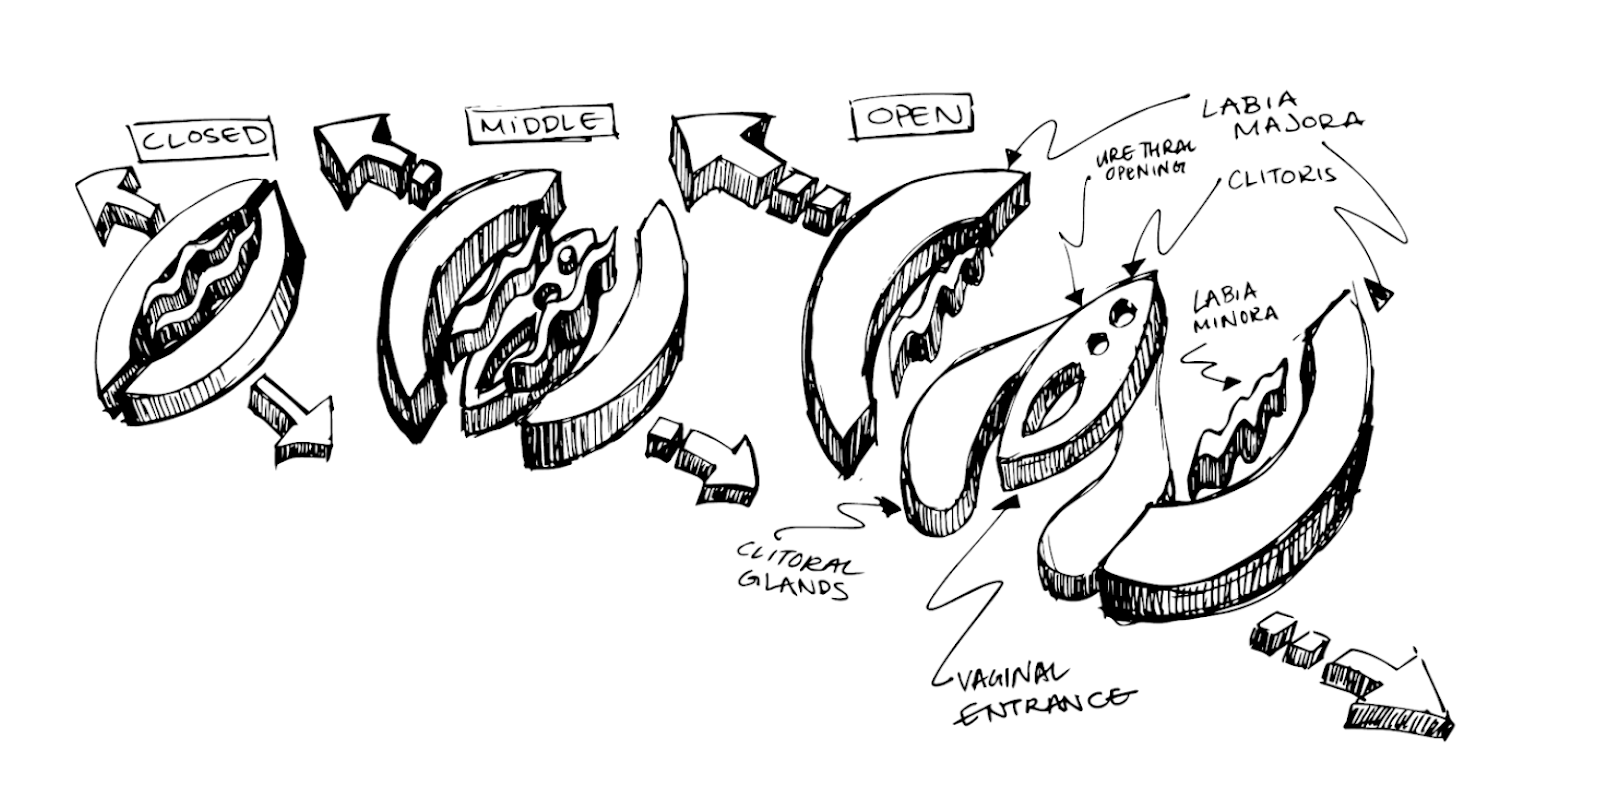 CLOSED
MIDDLE
OPEN
LABIA
MAJORA
URETHRAL
OPENING
CLITORIS
LABIA
MINORA
CLITORAL
GLANDS
VAGINAL
ENTRANCE